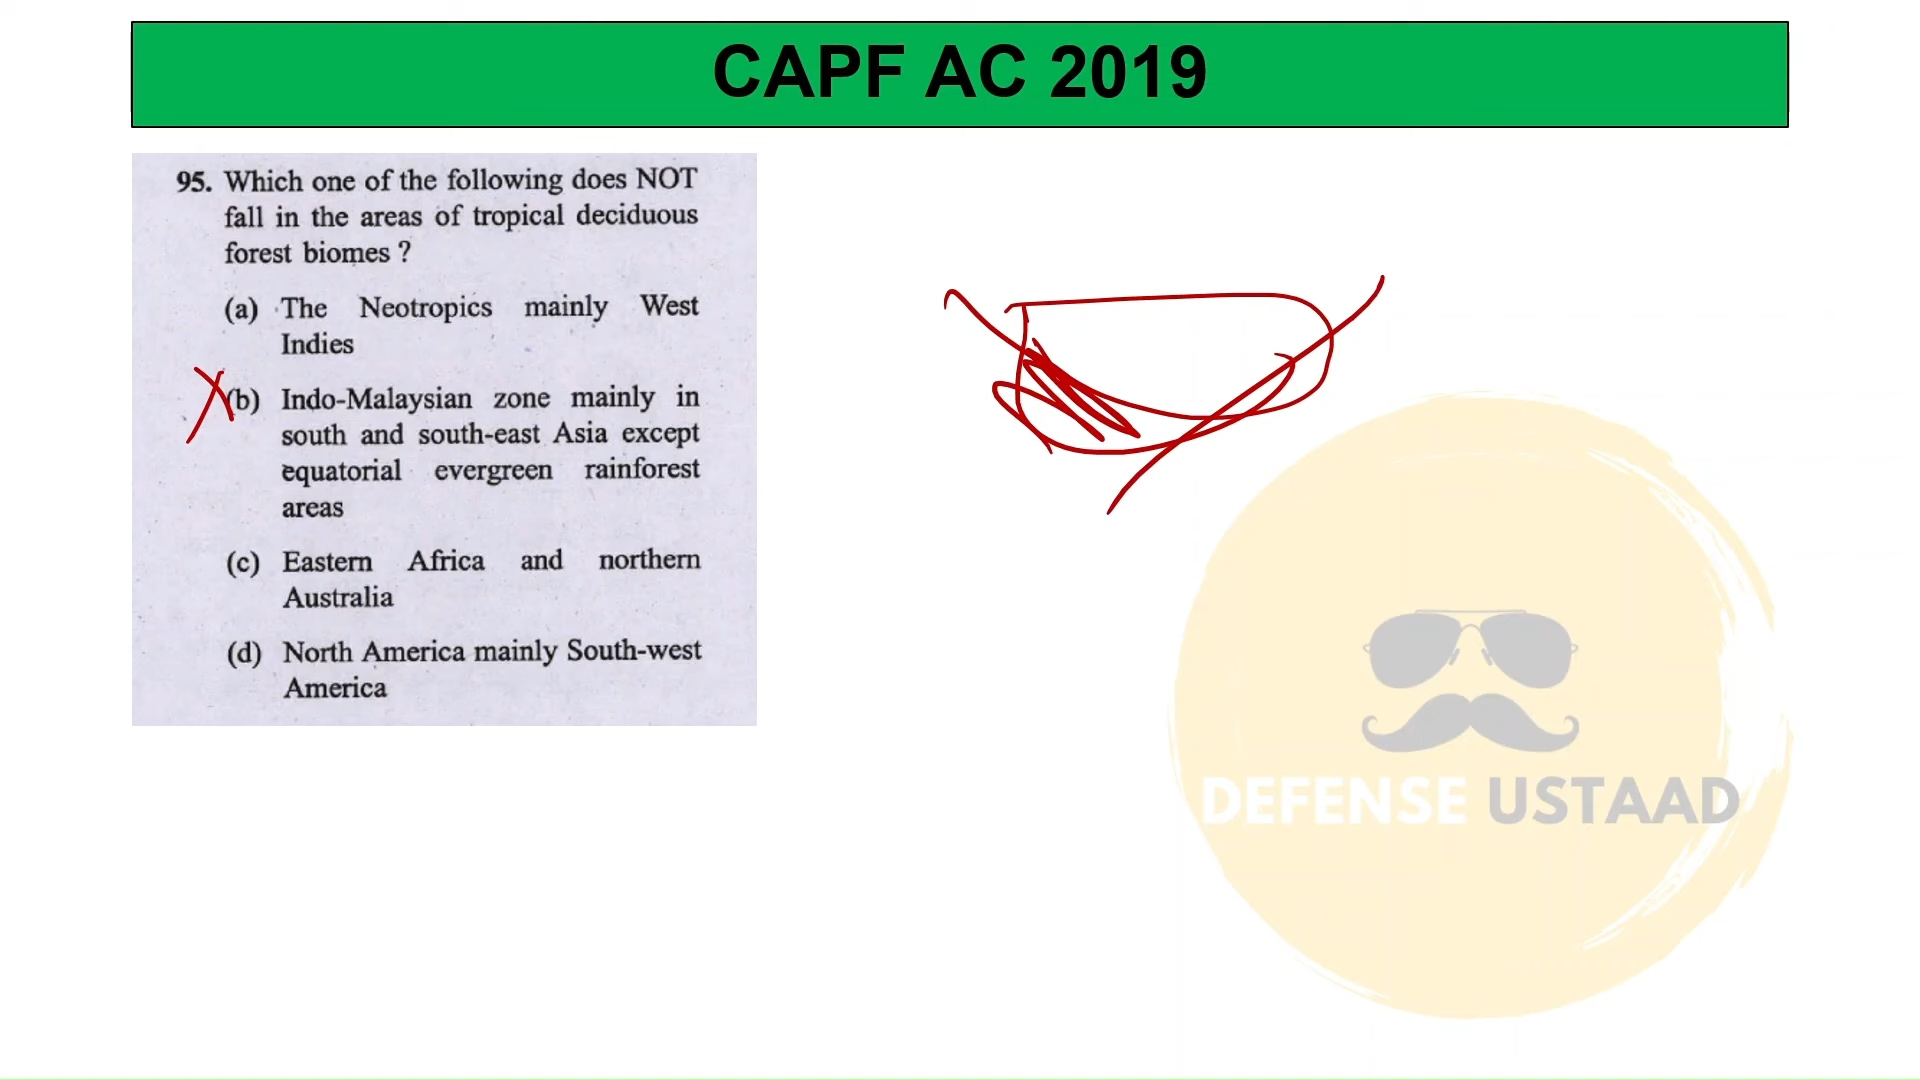 CAPF AC 2019
95. Which one of the following does NOT
fall in the areas of tropical deciduous
forest biomes ?
(a) The Neotropics mainly West
Indies
(b) Indo-Malaysian zone mainly in
south and south-east Asia except
equatorial evergreen rainforest
areas
(c) Eastern Africa and northern
Australia
(d) North America mainly South-west
America
DEFENSE USTAAD